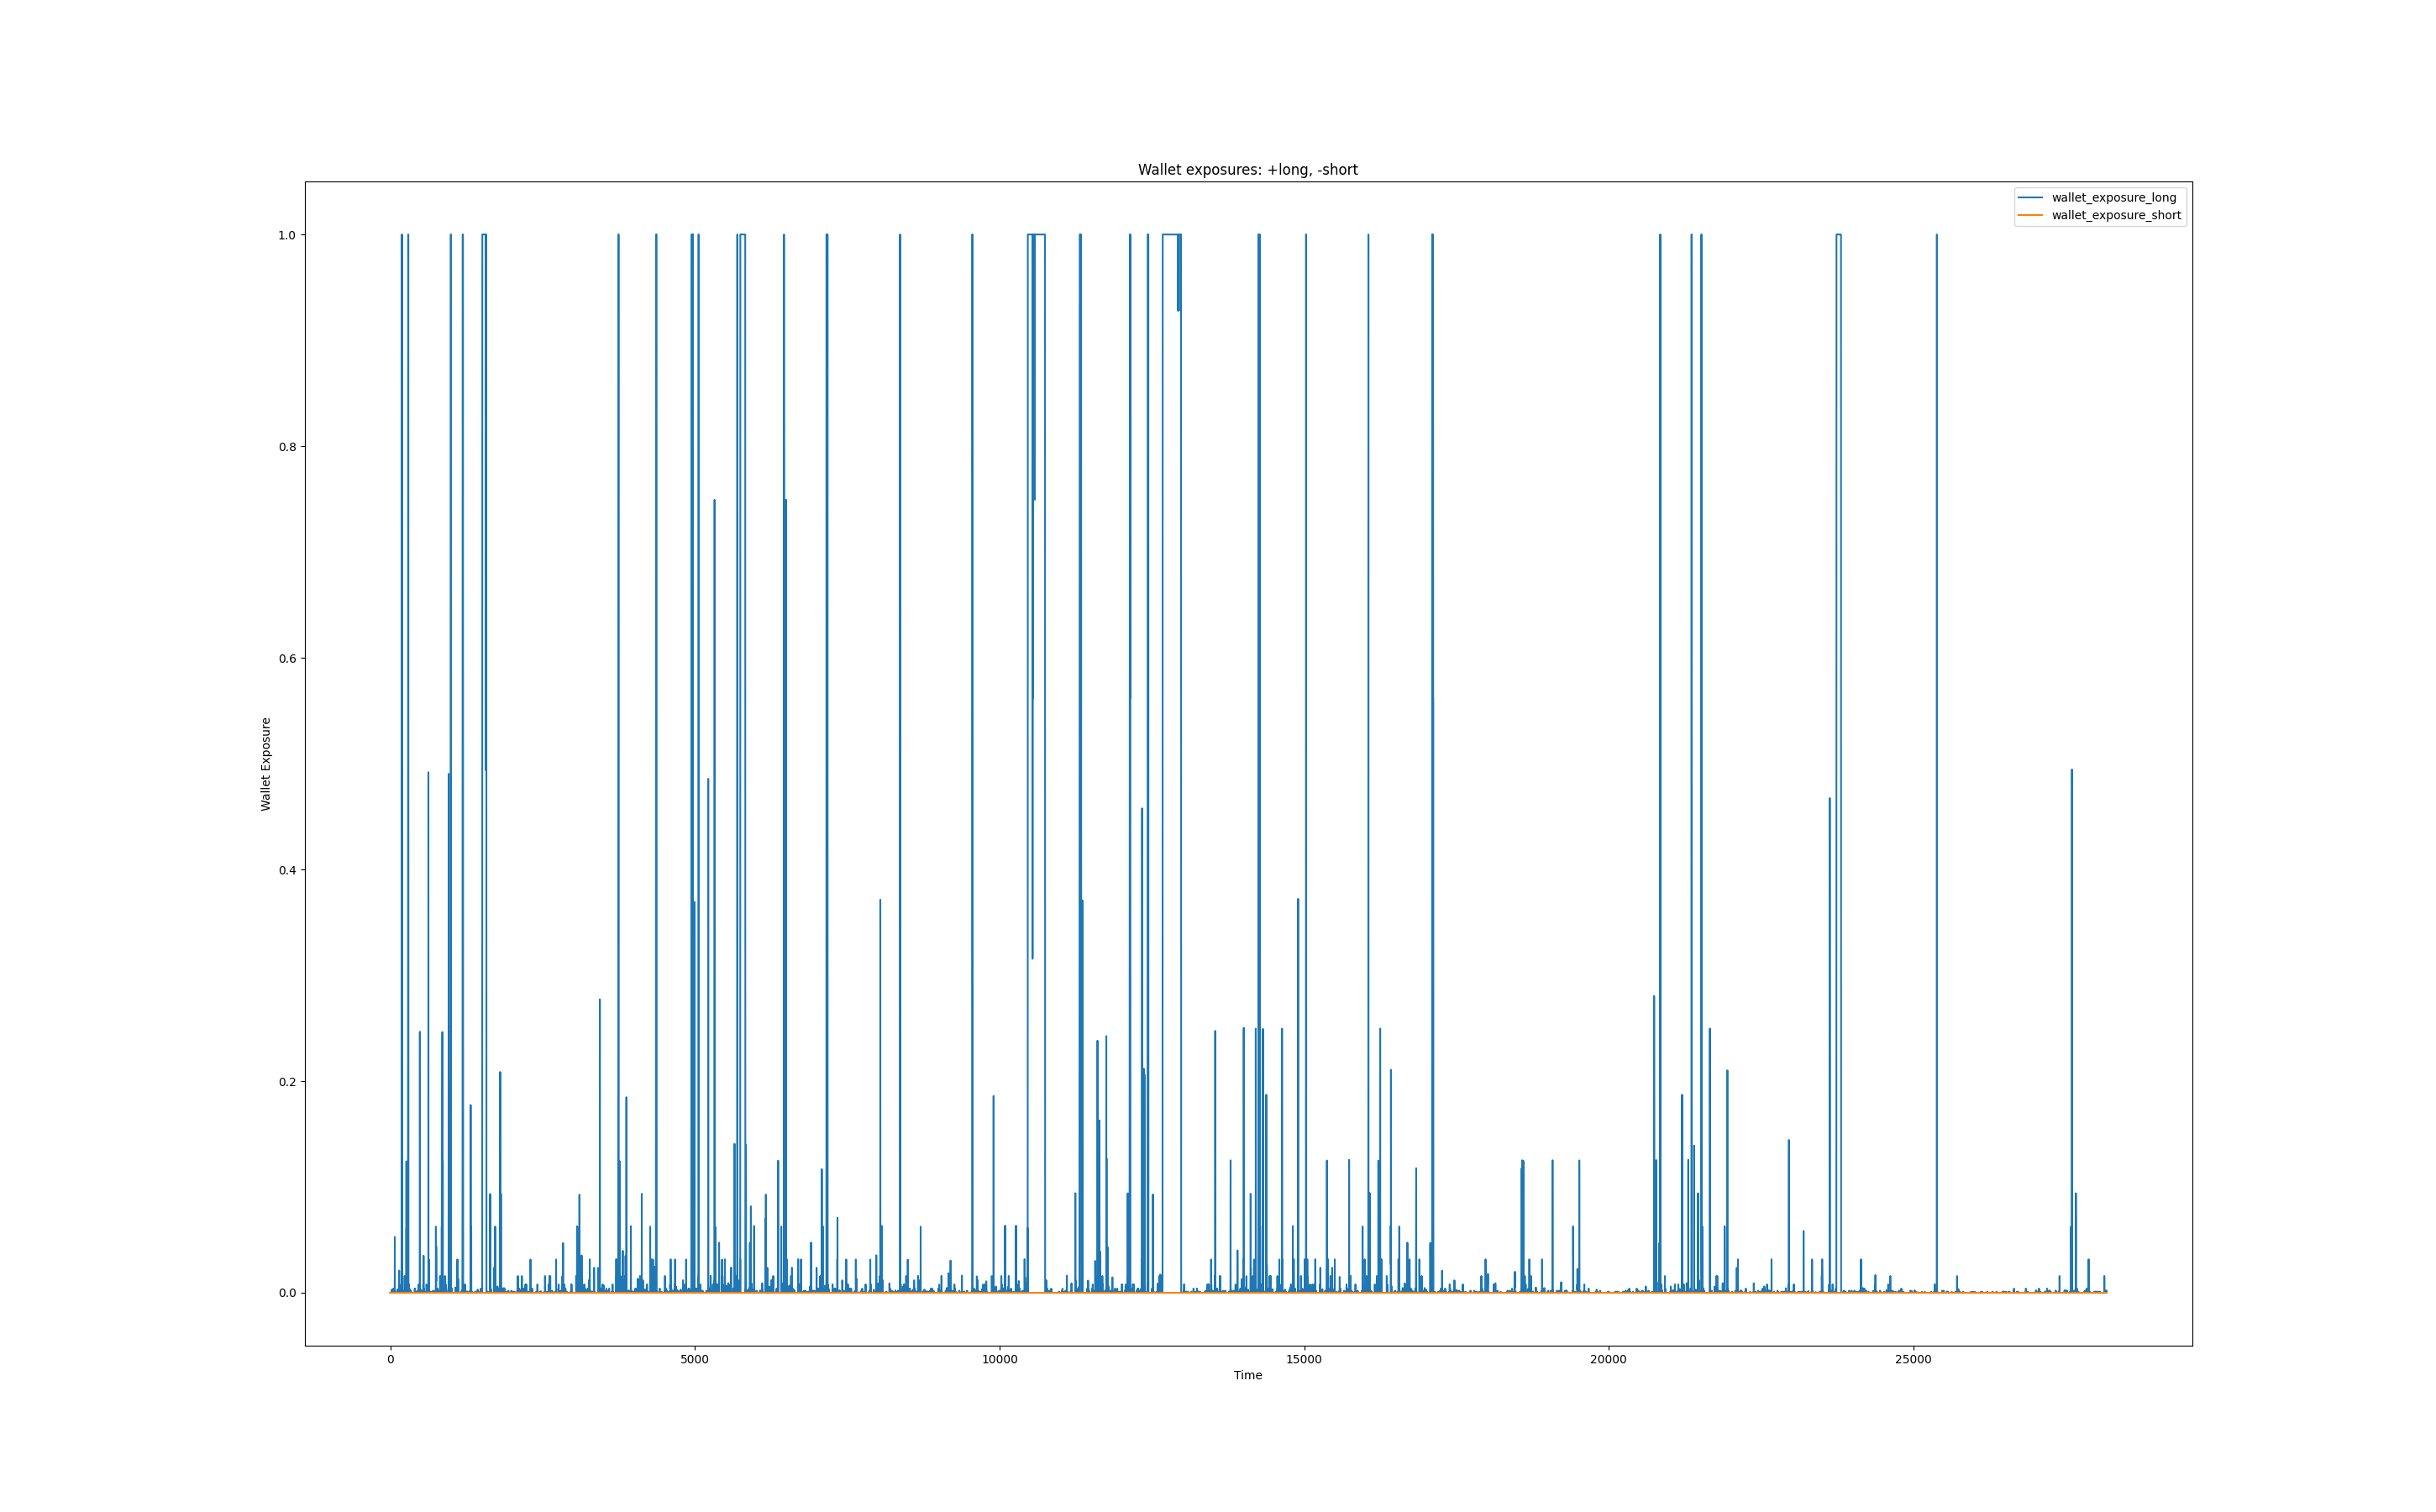 Wallet exposures: +long, -short
wallet_exposure_long
wallet_exposure_short
1.0
0.8
0.6
0.4
0.2
0.0
Wallet Exposure
0 5000 10000 15000 20000 25000
Time